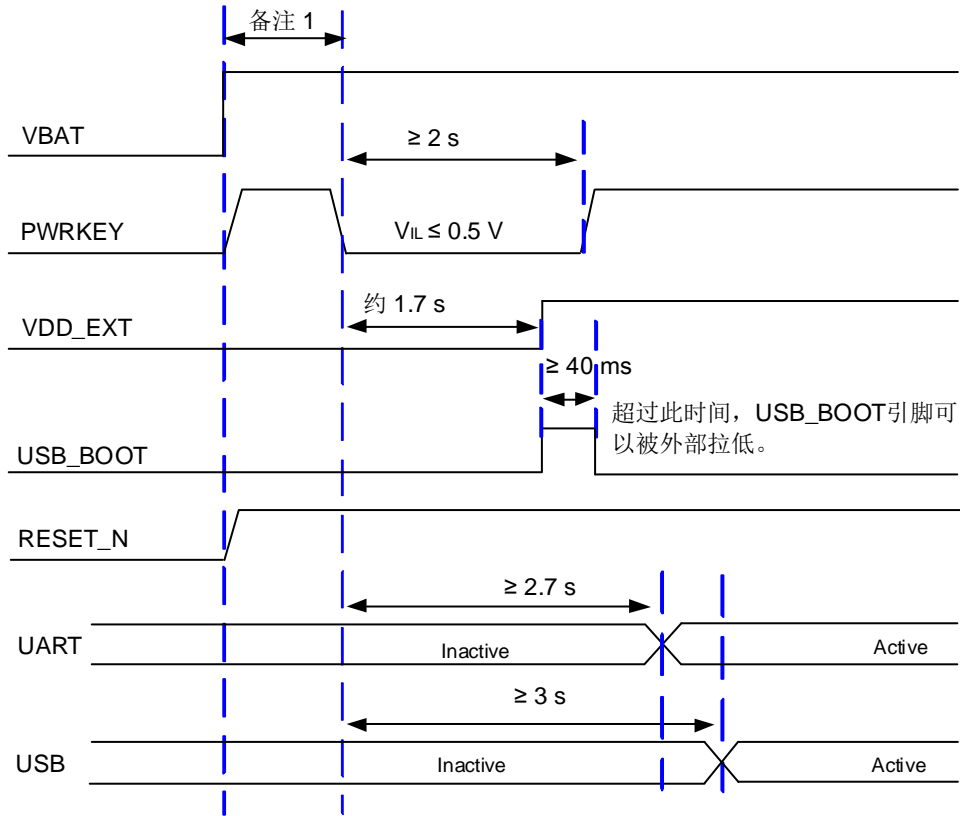 备注 1
VBAT
≥ 2 s
PWRKEY
VIL ≤ 0.5 V
约 1.7 s
VDD_EXT
≥ 40 ms
超过此时间，USB_BOOT引脚可
以被外部拉低。
USB_BOOT
RESET_N
≥ 2.7 s
UART
Inactive
Active
≥ 3 s
USB
Inactive
Active